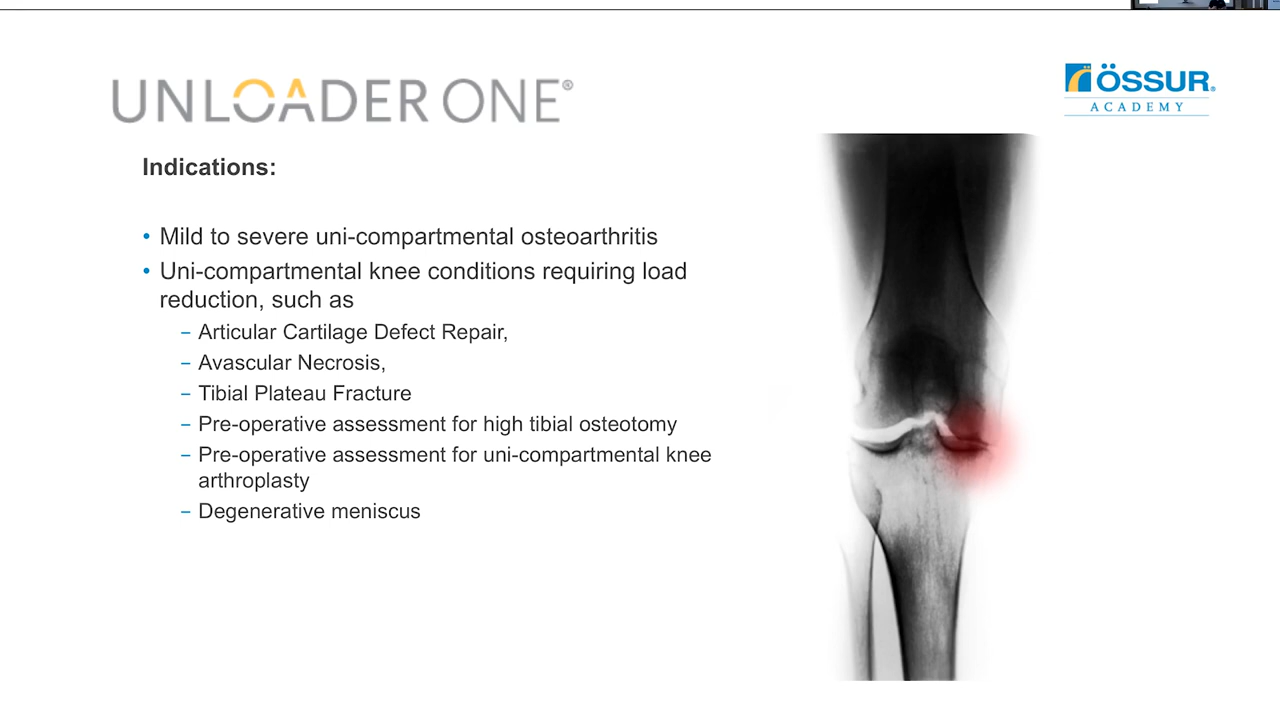 UNLOADER ONE®
ÖSSUR®
ACADEMY
Indications:
• Mild to severe uni-compartmental osteoarthritis
• Uni-compartmental knee conditions requiring load
reduction, such as
– Articular Cartilage Defect Repair,
– Avascular Necrosis,
– Tibial Plateau Fracture
– Pre-operative assessment for high tibial osteotomy
– Pre-operative assessment for uni-compartmental knee
arthroplasty
– Degenerative meniscus